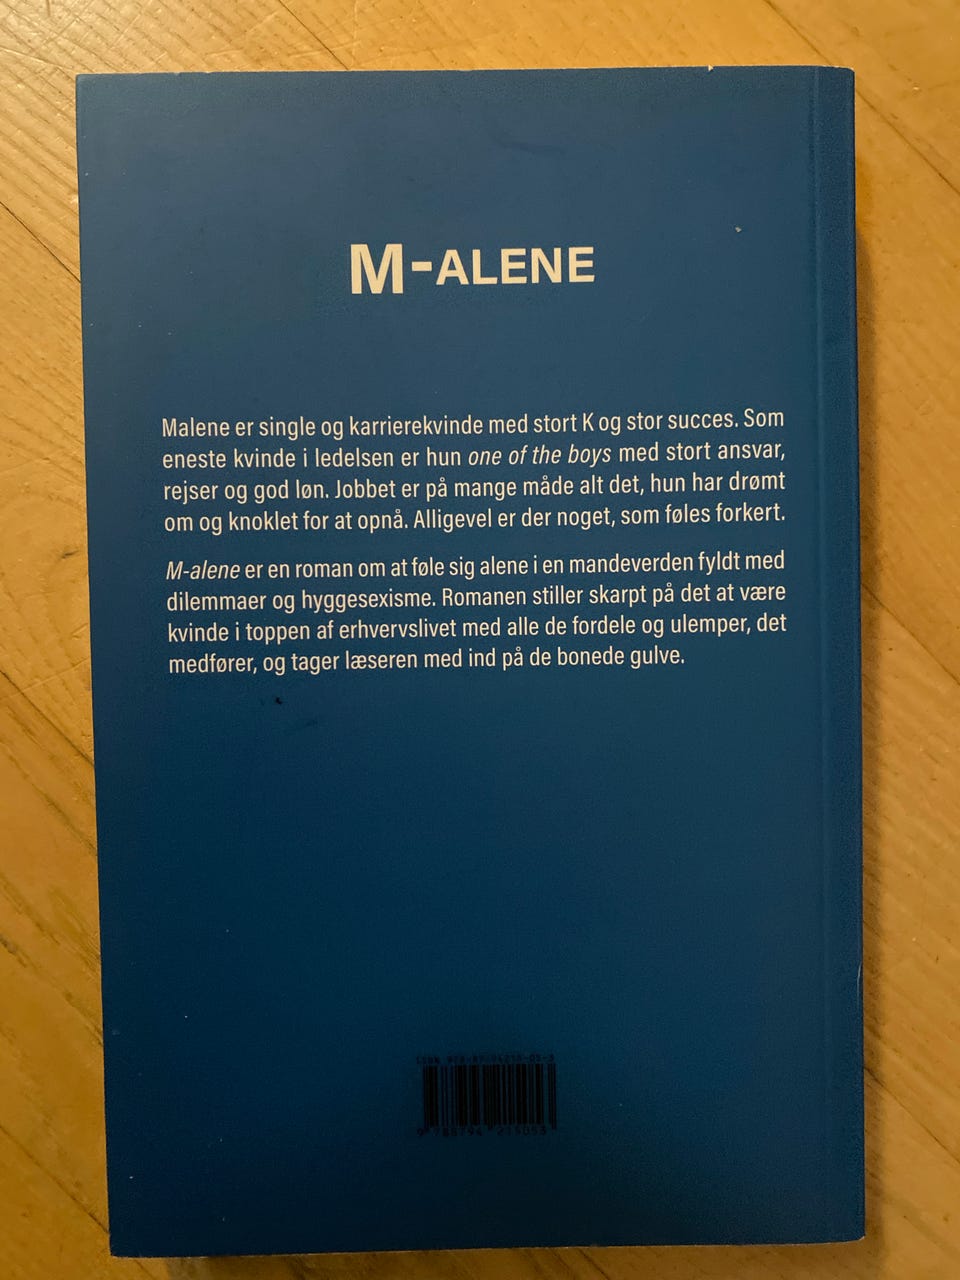 M-ALENE
Malene er single og karrierekvinde med stort K og stor succes. Som
eneste kvinde i ledelsen er hun one of the boys med stort ansvar,
rejser og god løn. Jobbet er på mange måde alt det, hun har drømt
om og knoklet for at opnå. Alligevel er der noget, som føles forkert.
M-alene er en roman om at føle sig alene i en mandeverden fyldt med
dilemmaer og hyggesexisme. Romanen stiller skarpt på det at være
kvinde i toppen af erhvervslivet med alle de fordele og ulemper, det
medfører, og tager læseren med ind på de bonede gulve.
ISBN
9 788794 215053